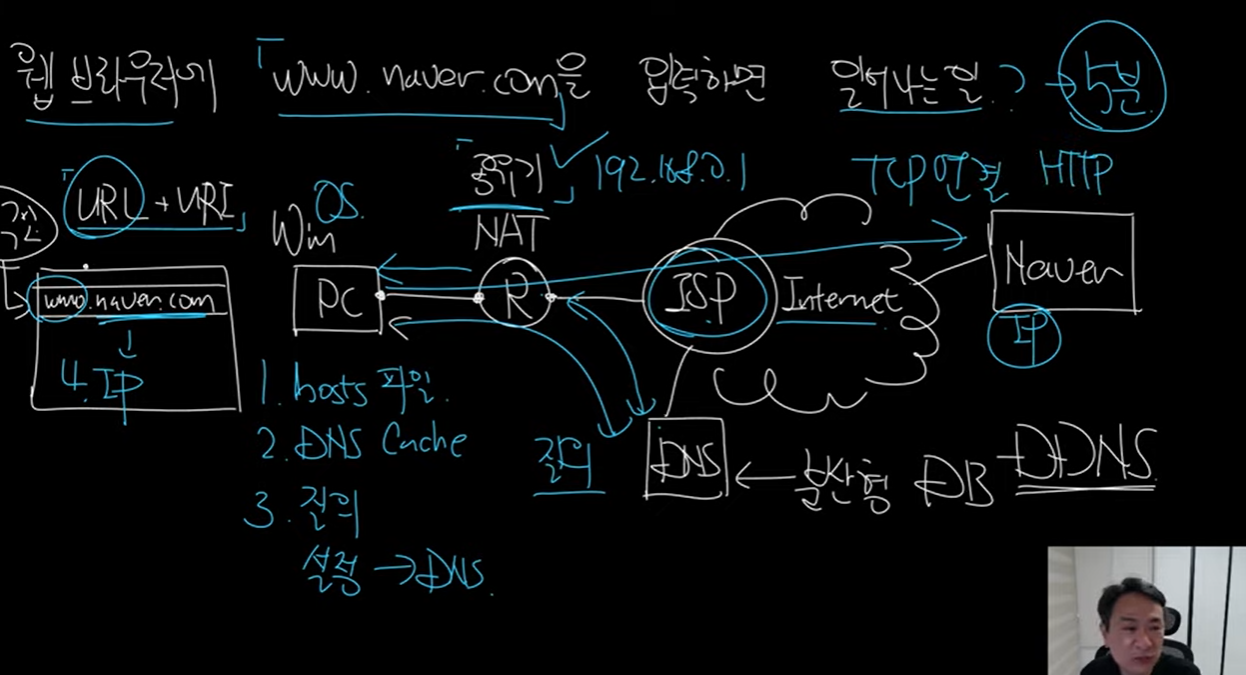 웹 브라우저에 「www.naver.com을」 입력하면 일어나는 일? → 5분
「공유기」 192.168.0.1
TCP 연결 HTTP
「URL + URI」
OS
Win
NAT
www.naver.com
PC
R
ISP
Internet
Naver
IP
4. IP
1. hosts 파일.
2. DNS Cache
3. 질의
설정 → DNS.
질의
DNS ← 분산형 DB DDNS